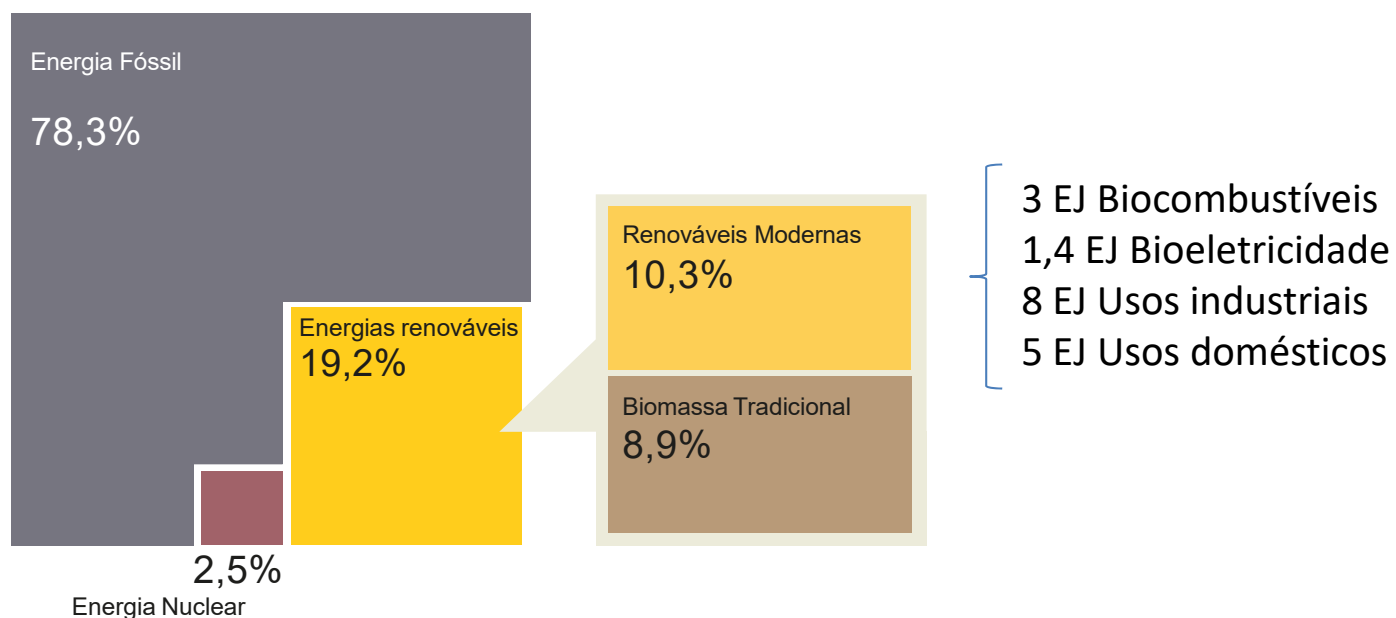 Energia Fóssil
78,3%
Energias renováveis
19,2%
2,5%
Energia Nuclear
Renováveis Modernas
10,3%
Biomassa Tradicional
8,9%
3 EJ Biocombustíveis
1,4 EJ Bioeletricidade
8 EJ Usos industriais
5 EJ Usos domésticos